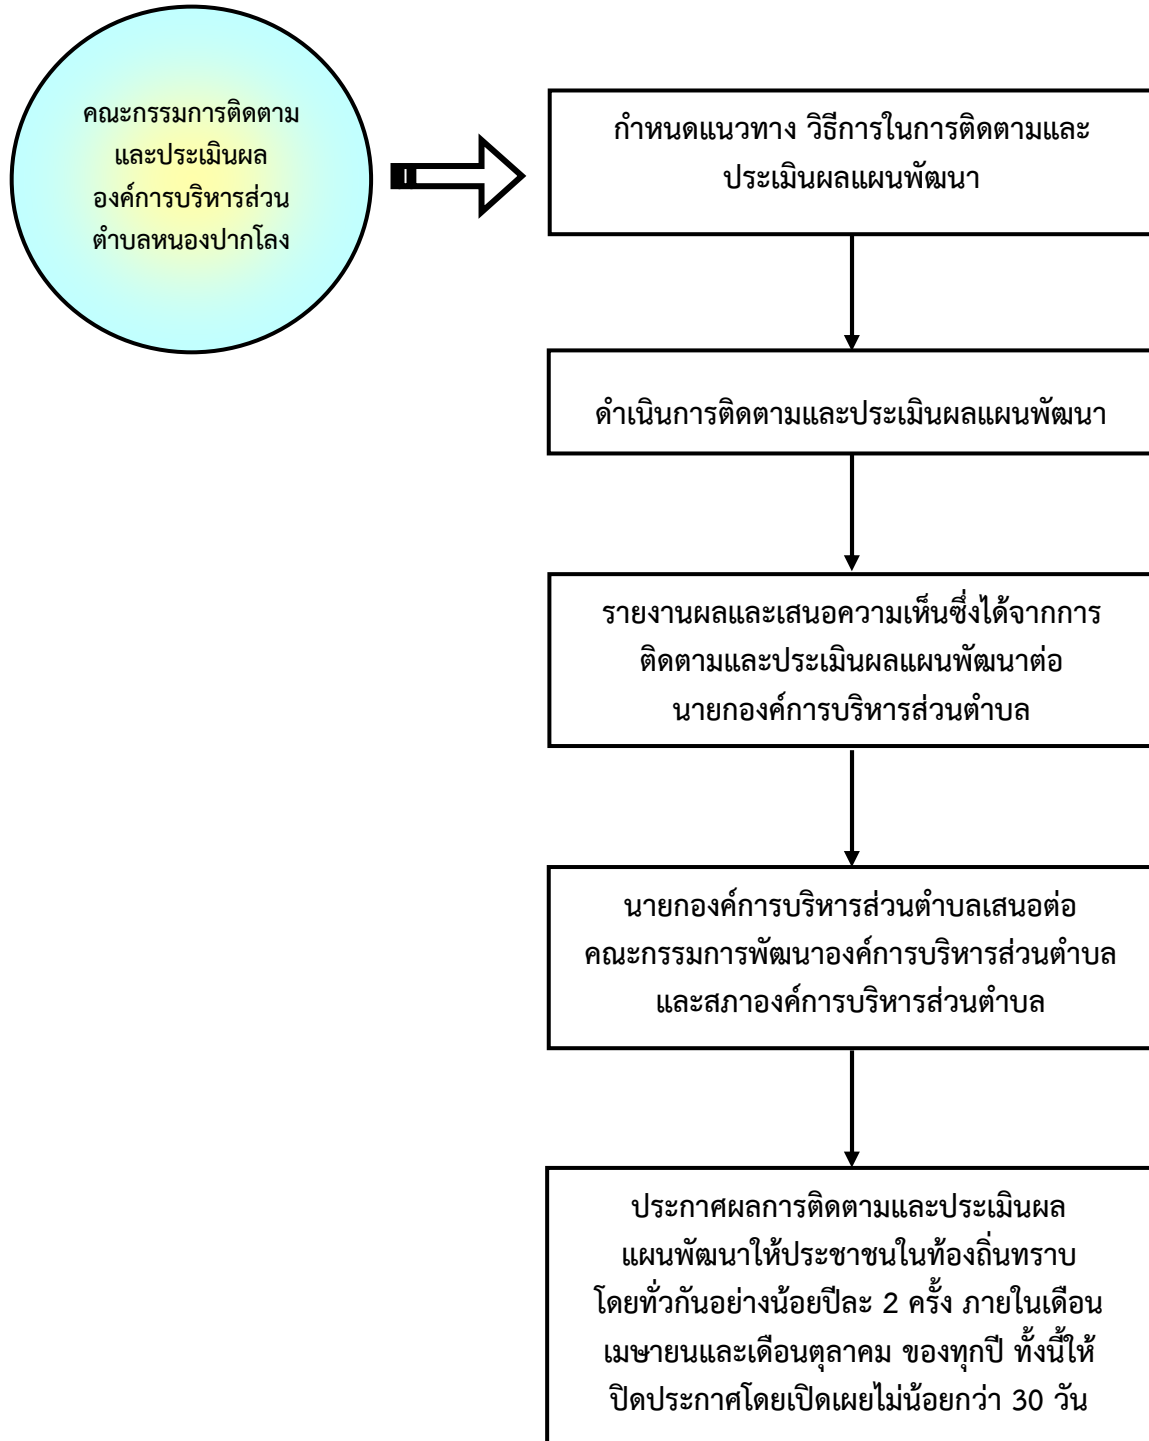 คณะกรรมการติดตาม
และประเมินผล
องค์การบริหารส่วน
ตำบลหนองปากโลง
กำหนดแนวทาง วิธีการในการติดตามและ
ประเมินผลแผนพัฒนา
ดำเนินการติดตามและประเมินผลแผนพัฒนา
รายงานผลและเสนอความเห็นซึ่งได้จากการ
ติดตามและประเมินผลแผนพัฒนาต่อ
นายกองค์การบริหารส่วนตำบล
นายกองค์การบริหารส่วนตำบลเสนอต่อ
คณะกรรมการพัฒนาองค์การบริหารส่วนตำบล
และสภาองค์การบริหารส่วนตำบล
ประกาศผลการติดตามและประเมินผล
แผนพัฒนาให้ประชาชนในท้องถิ่นทราบ
โดยทั่วกันอย่างน้อยปีละ 2 ครั้ง ภายในเดือน
เมษายนและเดือนตุลาคม ของทุกปี ทั้งนี้ให้
ปิดประกาศโดยเปิดเผยไม่น้อยกว่า 30 วัน